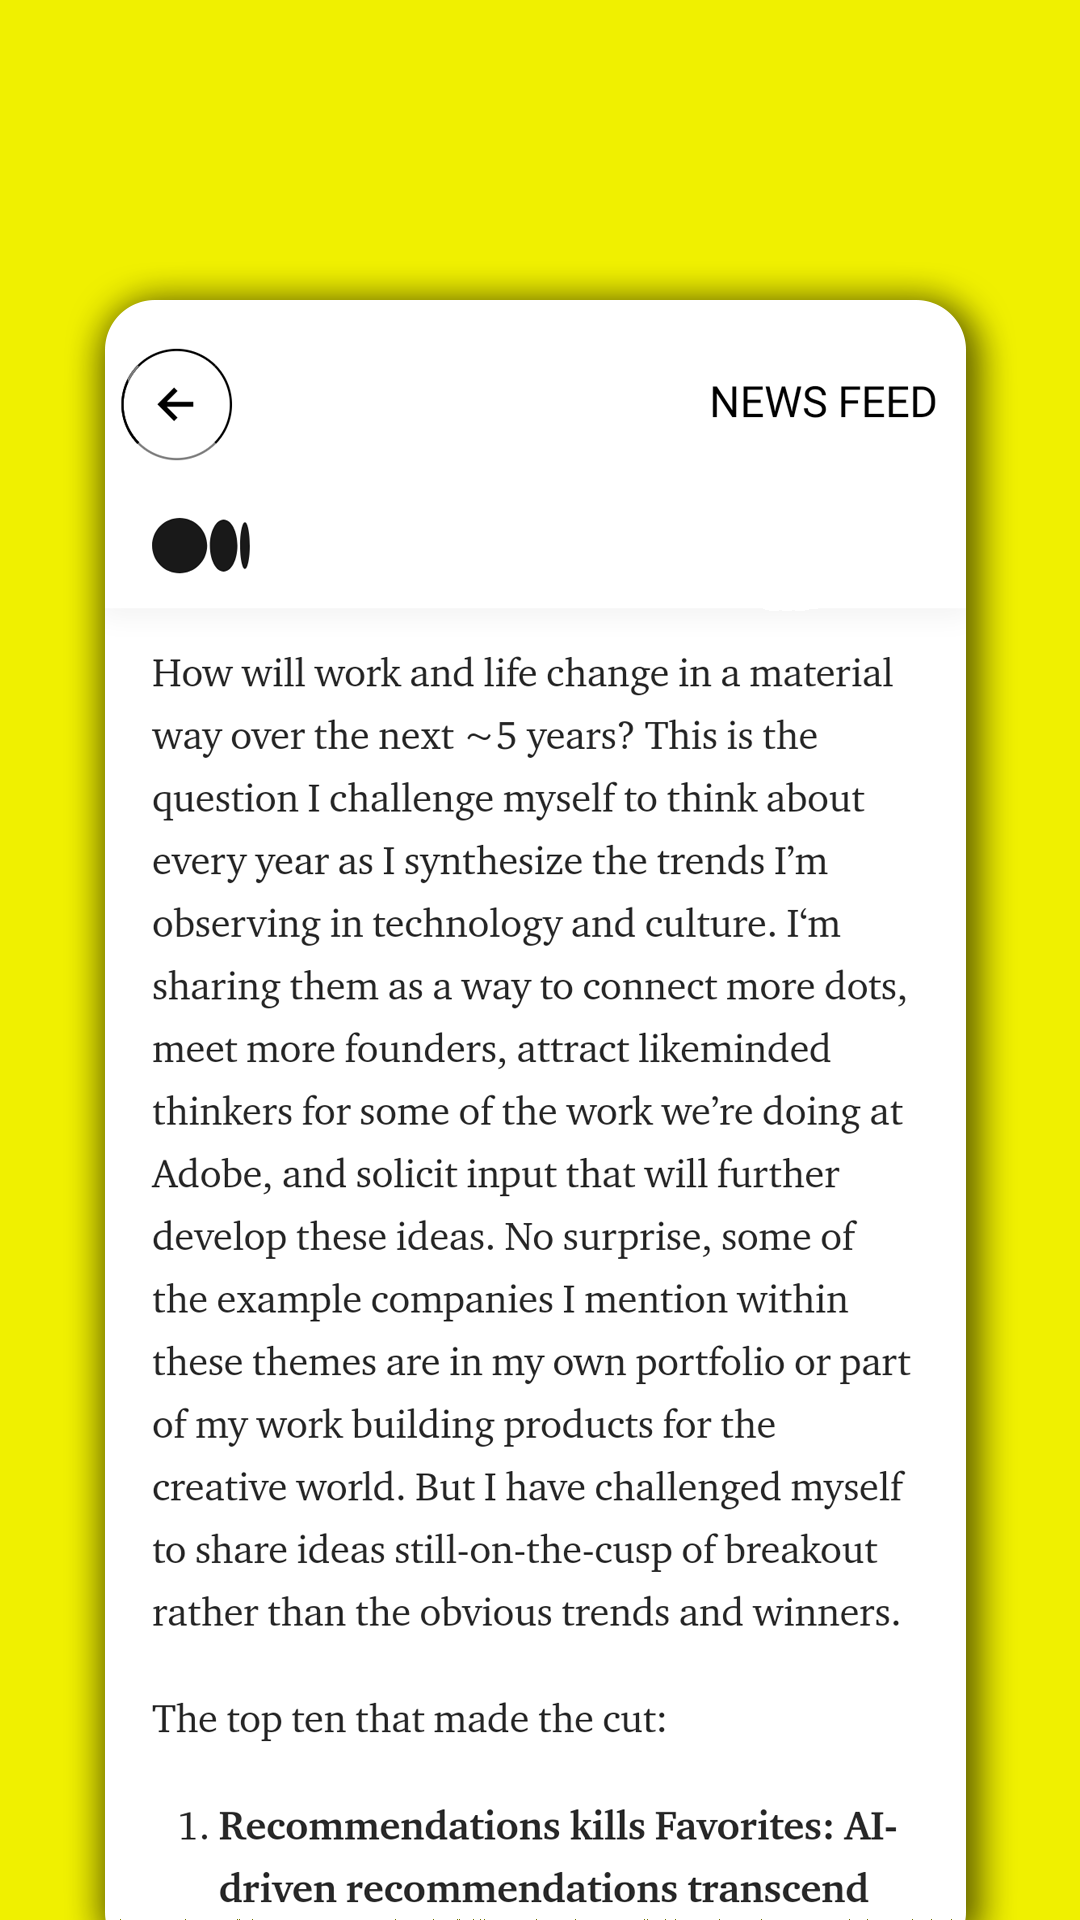 NEWS FEED
How will work and life change in a material
way over the next ~5 years? This is the
question I challenge myself to think about
every year as I synthesize the trends I’m
observing in technology and culture. I‘m
sharing them as a way to connect more dots,
meet more founders, attract likeminded
thinkers for some of the work we’re doing at
Adobe, and solicit input that will further
develop these ideas. No surprise, some of
the example companies I mention within
these themes are in my own portfolio or part
of my work building products for the
creative world. But I have challenged myself
to share ideas still-on-the-cusp of breakout
rather than the obvious trends and winners.
The top ten that made the cut:
1. Recommendations kills Favorites: AI-
driven recommendations transcend